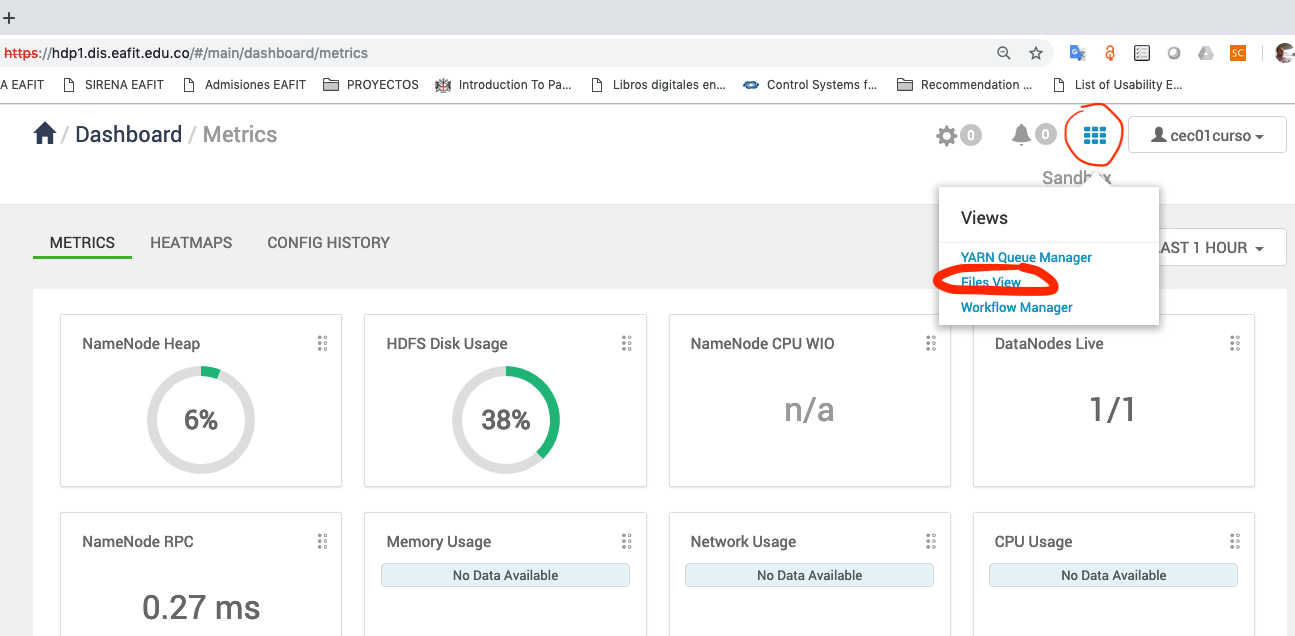 +
https://hdp1.dis.eafit.edu.co/#/main/dashboard/metrics
SC
A EAFIT SIRENA EAFIT Admisiones EAFIT PROYECTOS Introduction To Pa... Libros digitales en... Control Systems f... Recommendation ... List of Usability E...
/ Dashboard / Metrics 0 0 cec01curso
Sandbox
Views
METRICS HEATMAPS CONFIG HISTORY LAST 1 HOUR
YARN Queue Manager
Files View
Workflow Manager
NameNode Heap HDFS Disk Usage NameNode CPU WIO DataNodes Live
6% 38% n/a 1/1
NameNode RPC Memory Usage Network Usage CPU Usage
No Data Available No Data Available No Data Available
0.27 ms